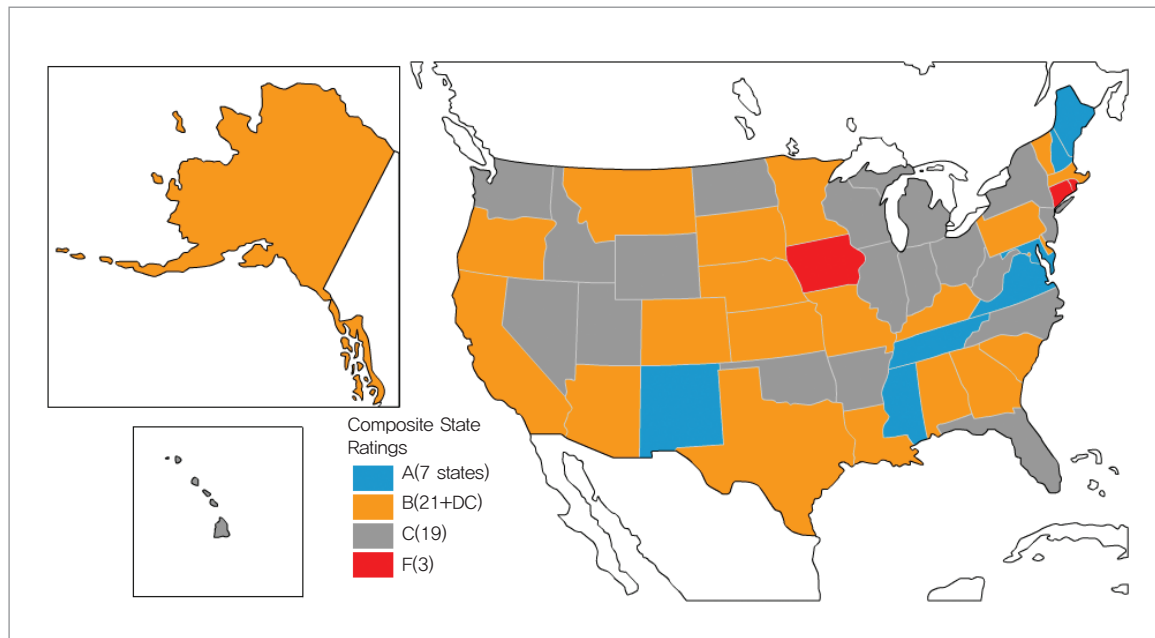 Composite State
Ratings
A(7 states)
B(21+DC)
C(19)
F(3)